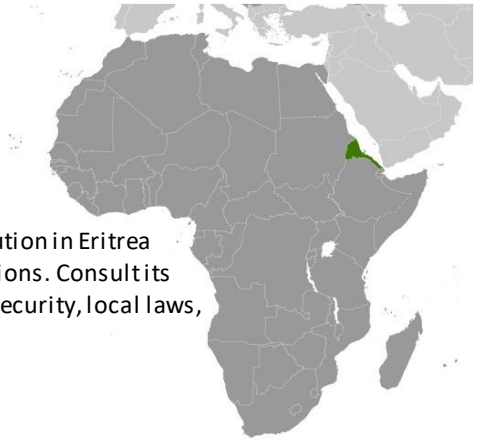 ution in Eritrea
ions. Consult its
ecurity, local laws,